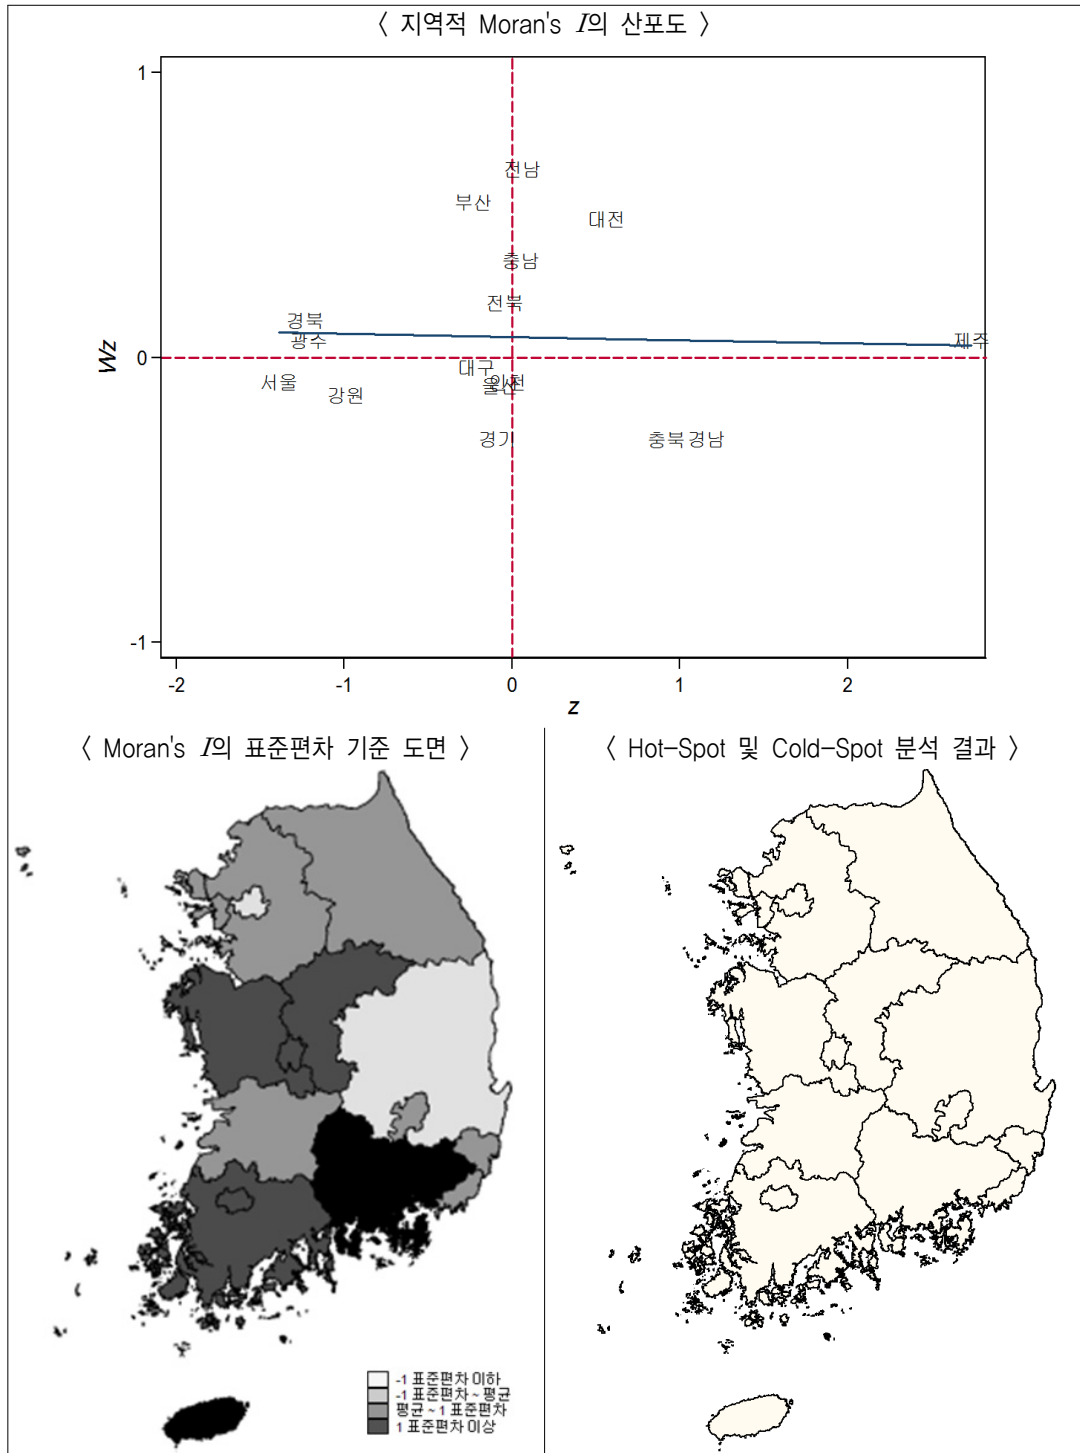 〈 지역적 Moran's I의 산포도 〉
1
전남
부산
대전
충남
전북
경북
광주
제주
Wz
0
대구
서울
울산
인천
강원
경기
충북 경남
-1
-2 -1 0 1 2
z
〈 Moran's I의 표준편차 기준 도면 〉
〈 Hot-Spot 및 Cold-Spot 분석 결과 〉
-1 표준편차 이하
-1 표준편차 ~ 평균
평균 ~ 1 표준편차
1 표준편차 이상